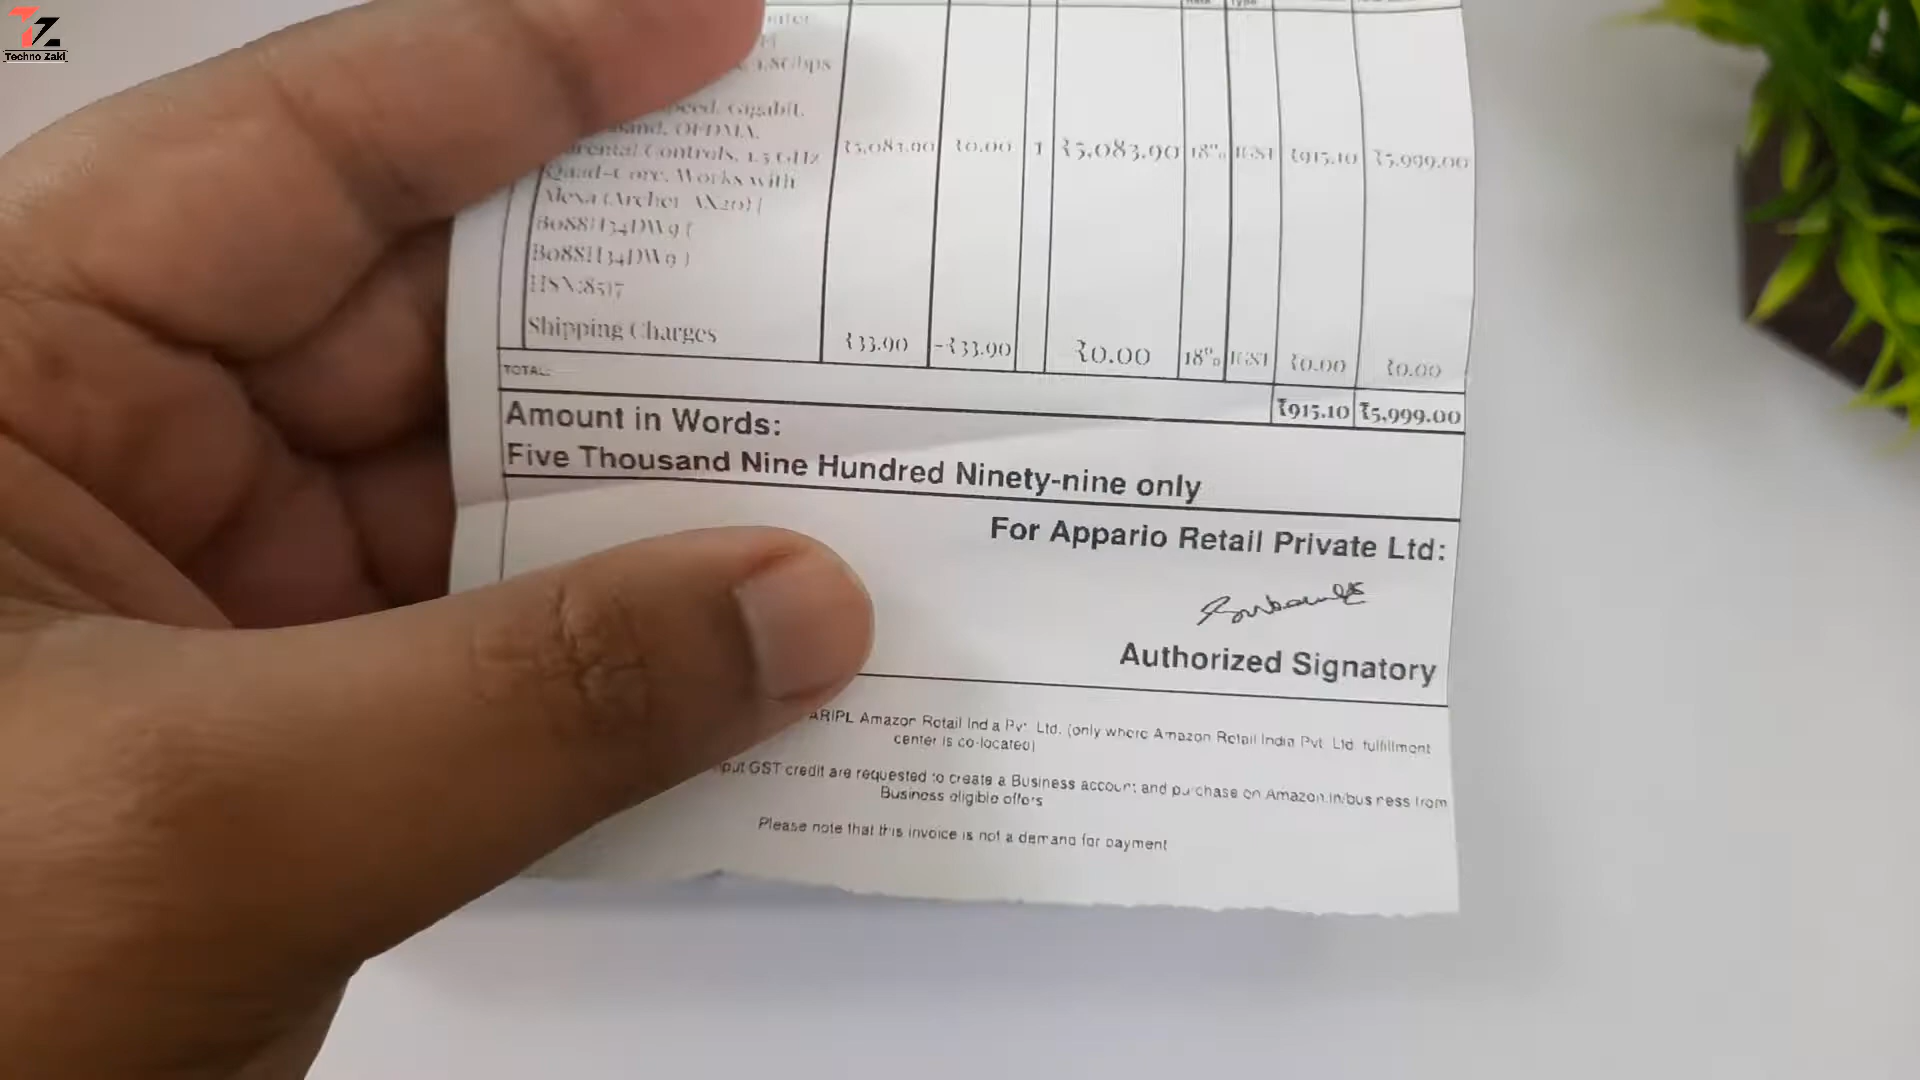 TZ
Techno Zaki
1.8Gbps
Gigabit,
OFDMA,
Controls, 1.5 GHz
Quad-Core, Works with
Alexa (Archer AX20) |
B088H34DW9 (
B088H34DW9 )
HSN:8517
₹5,083.90 ₹0.00 1 ₹5,083.90 18% IGST ₹915.10 ₹5,999.00
Shipping Charges ₹33.90 -₹33.90 ₹0.00 18% IGST ₹0.00 ₹0.00
TOTAL: ₹915.10 ₹5,999.00
Amount in Words:
Five Thousand Nine Hundred Ninety-nine only
For Appario Retail Private Ltd:
Authorized Signatory
ARIPL Amazon Retail India Pvt. Ltd. (only where Amazon Retail India Pvt. Ltd. fulfillment
center is co-located)
GST credit are requested to create a Business account and purchase on Amazon.in/business from
Business eligible offers
Please note that this invoice is not a demand for payment